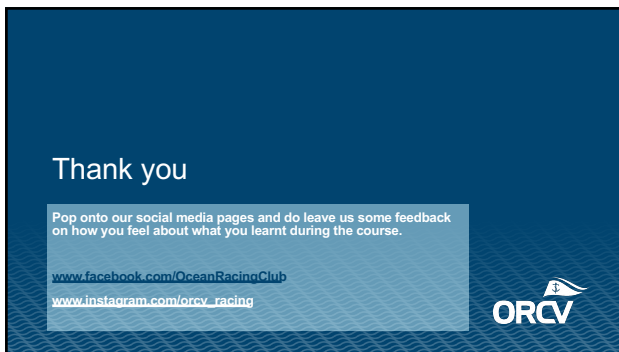 Thank you
Pop onto our social media pages and do leave us some feedback
on how you feel about what you learnt during the course.
www.facebook.com/OceanRacingClub
www.instagram.com/orcv_racing
ORCV